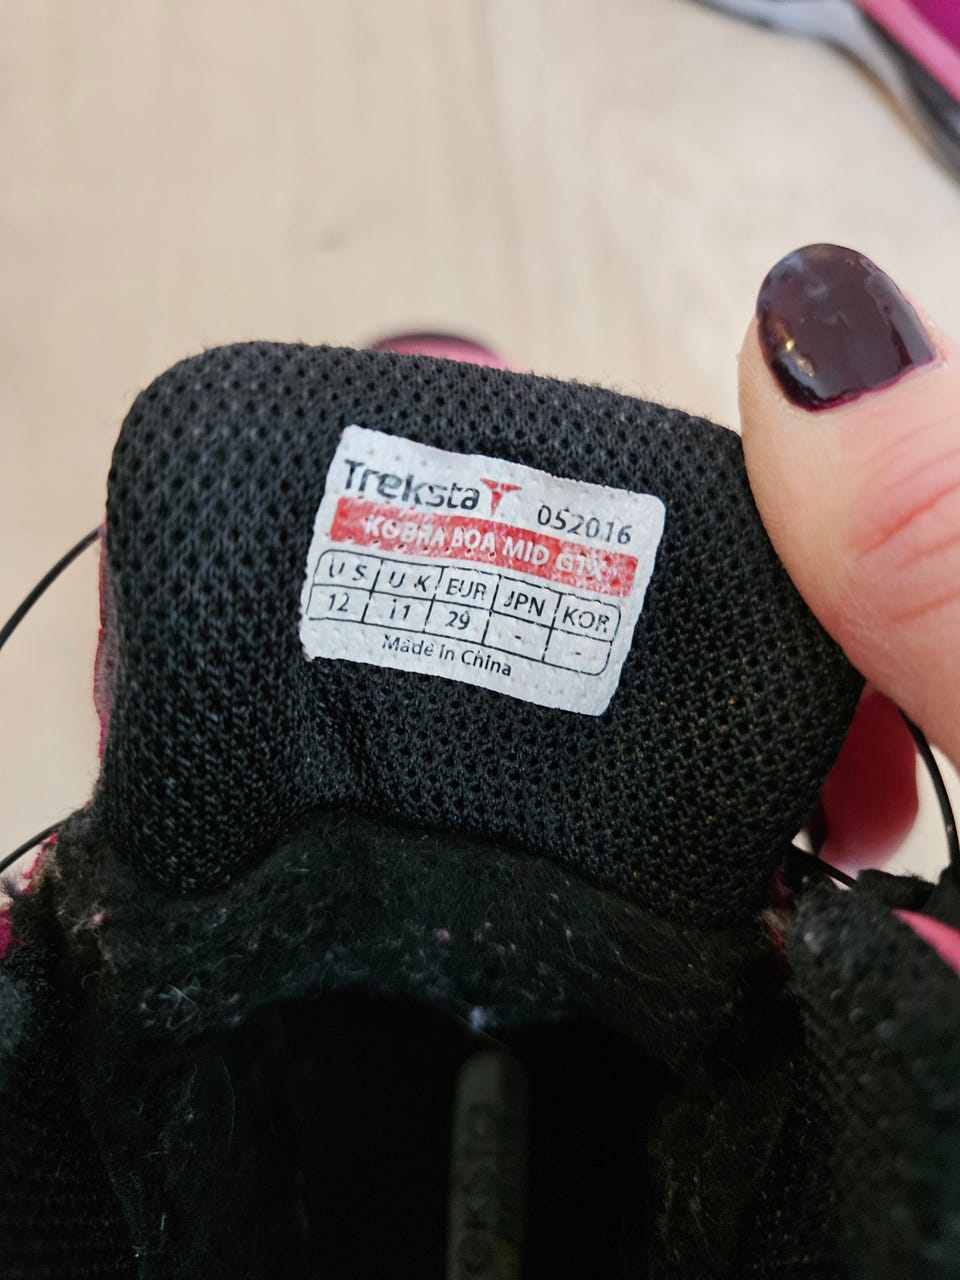 Treksta 052016
KOBRA BOA MID GTX
US UK EUR JPN KOR
12 11 29 - -
Made in China